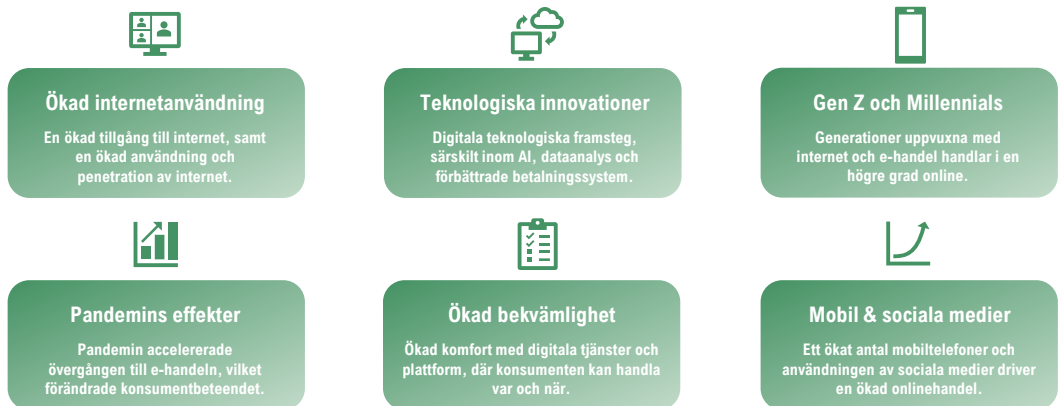 Ökad internetanvändning
En ökad tillgång till internet, samt
en ökad användning och
penetration av internet.
Teknologiska innovationer
Digitala teknologiska framsteg,
särskilt inom AI, dataanalys och
förbättrade betalningssystem.
Gen Z och Millennials
Generationer uppvuxna med
internet och e-handel handlar i en
högre grad online.
Pandemins effekter
Pandemin accelererade
övergången till e-handeln, vilket
förändrade konsumentbeteendet.
Ökad bekvämlighet
Ökad komfort med digitala tjänster och
plattform, där konsumenten kan handla
var och när.
Mobil & sociala medier
Ett ökat antal mobiltelefoner och
användningen av sociala medier driver
en ökad onlinehandel.